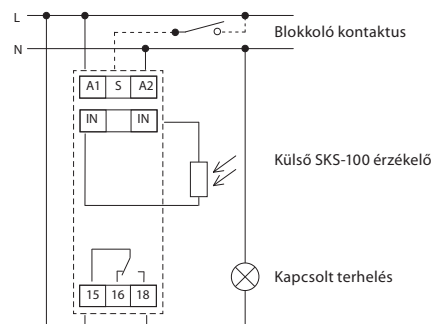 L
Blokkoló kontaktus
N
A1 S A2
IN IN
Külső SKS-100 érzékelő
Kapcsolt terhelés
15 16 18